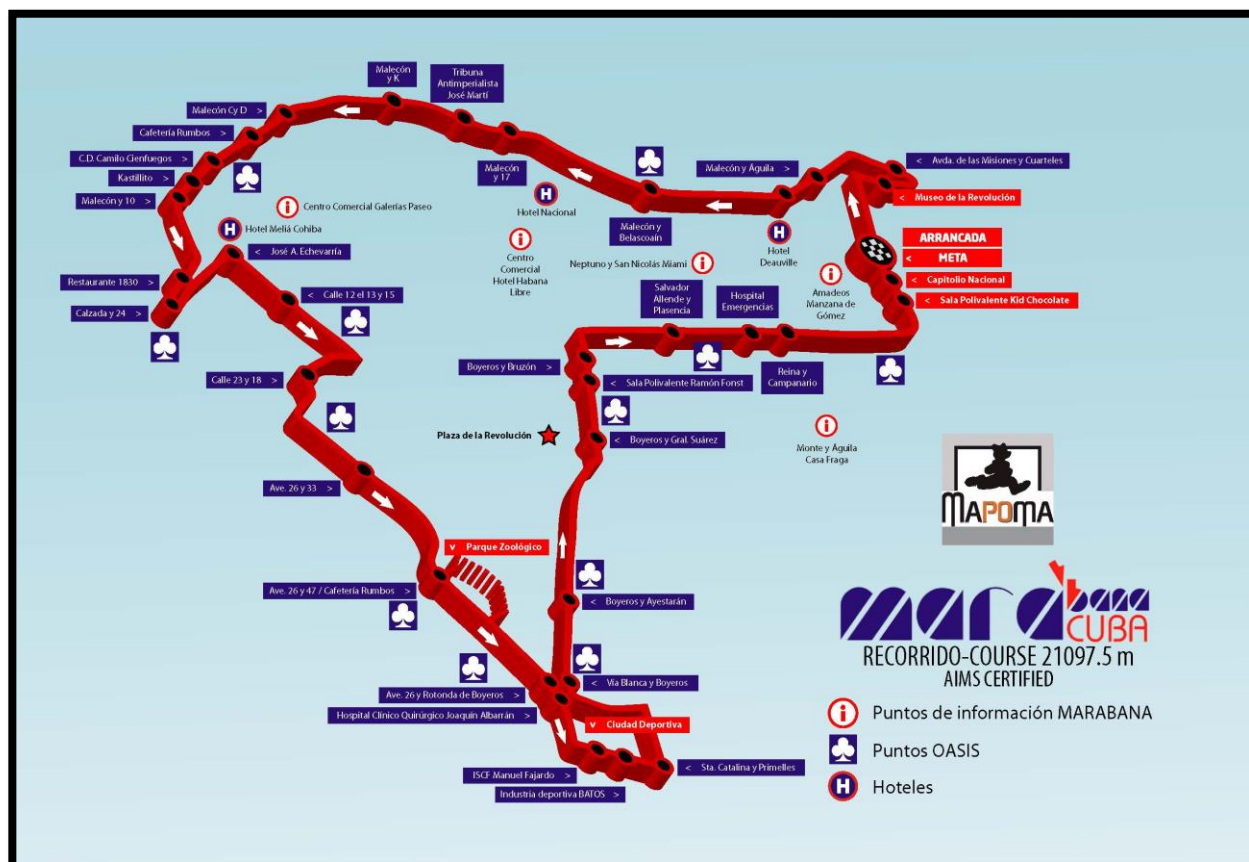 Malecón
y K
Tribuna
Antimperialista
José Martí
Malecón C y D >
Cafetería Rumbos >
C.D. Camilo Cienfuegos >
Kastillito >
Malecón y 10 >
Malecón
y 17
Malecón y Águila >
< Avda. de las Misiones y Cuarteles
< Museo de la Revolución
H
Hotel Nacional
i
Centro Comercial Galerías Paseo
H
Hotel Meliá Cohiba
< José A. Echevarría
Malecón y
Belascoaín
H
Hotel
Deauville
ARRANCADA
< META
< Capitolio Nacional
< Sala Polivalente Kid Chocolate
i
Centro
Comercial
Hotel Habana
Libre
Neptuno y San Nicolás Miami
i
i
Amadeos
Manzana de
Gómez
Restaurante 1830 >
Calzada y 24 >
< Calle 12 el 13 y 15
Salvador
Allende y
Plasencia
Hospital
Emergencias
Boyeros y Bruzón >
< Sala Polivalente Ramón Fonst
Reina y
Campanario
Calle 23 y 18 >
Plaza de la Revolución
< Boyeros y Gral. Suárez
i
Monte y Águila
Casa Fraga
MAPOMA
Ave. 26 y 33 >
v Parque Zoológico
Ave. 26 y 47 / Cafetería Rumbos >
< Boyeros y Ayestarán
marabana
CUBA
RECORRIDO-COURSE 21097.5 m
AIMS CERTIFIED
Ave. 26 y Rotonda de Boyeros >
< Vía Blanca y Boyeros
Hospital Clínico Quirúrgico Joaquín Albarrán >
v Ciudad Deportiva
ISCF Manuel Fajardo >
< Sta. Catalina y Primelles
Industria deportiva BATOS >
i Puntos de información MARABANA
Puntos OASIS
H Hoteles